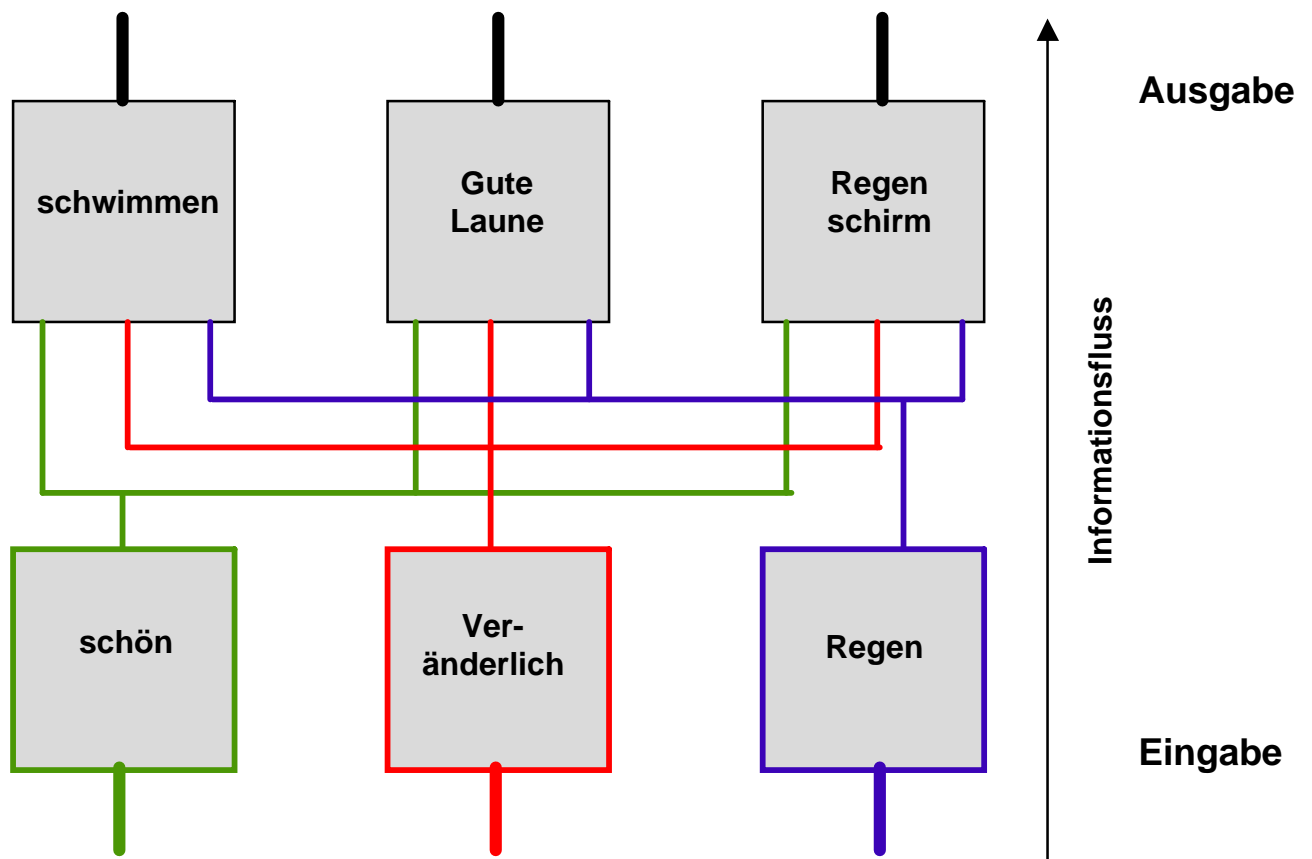 Ausgabe
schwimmen
Gute
Laune
Regen
schirm
Informationsfluss
schön
Ver-
änderlich
Regen
Eingabe